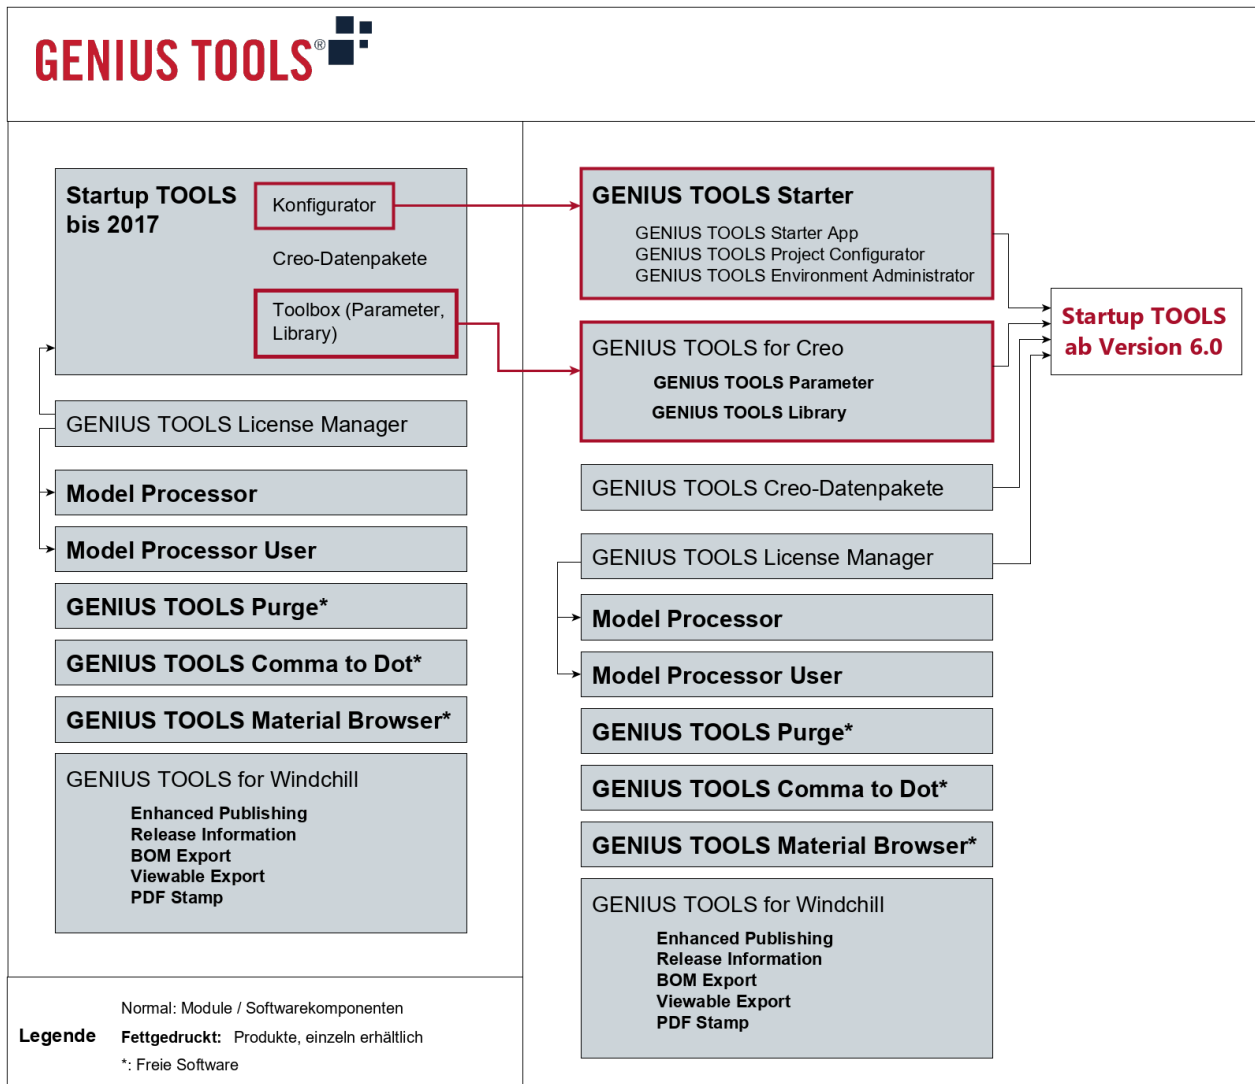 GENIUS TOOLS®
Startup TOOLS
bis 2017
Konfigurator
Creo-Datenpakete
Toolbox (Parameter,
Library)
GENIUS TOOLS License Manager
Model Processor
Model Processor User
GENIUS TOOLS Purge*
GENIUS TOOLS Comma to Dot*
GENIUS TOOLS Material Browser*
GENIUS TOOLS for Windchill
Enhanced Publishing
Release Information
BOM Export
Viewable Export
PDF Stamp
GENIUS TOOLS Starter
GENIUS TOOLS Starter App
GENIUS TOOLS Project Configurator
GENIUS TOOLS Environment Administrator
GENIUS TOOLS for Creo
GENIUS TOOLS Parameter
GENIUS TOOLS Library
GENIUS TOOLS Creo-Datenpakete
GENIUS TOOLS License Manager
Model Processor
Model Processor User
GENIUS TOOLS Purge*
GENIUS TOOLS Comma to Dot*
GENIUS TOOLS Material Browser*
GENIUS TOOLS for Windchill
Enhanced Publishing
Release Information
BOM Export
Viewable Export
PDF Stamp
Startup TOOLS
ab Version 6.0
Legende
Normal: Module / Softwarekomponenten
Fettgedruckt: Produkte, einzeln erhältlich
*: Freie Software